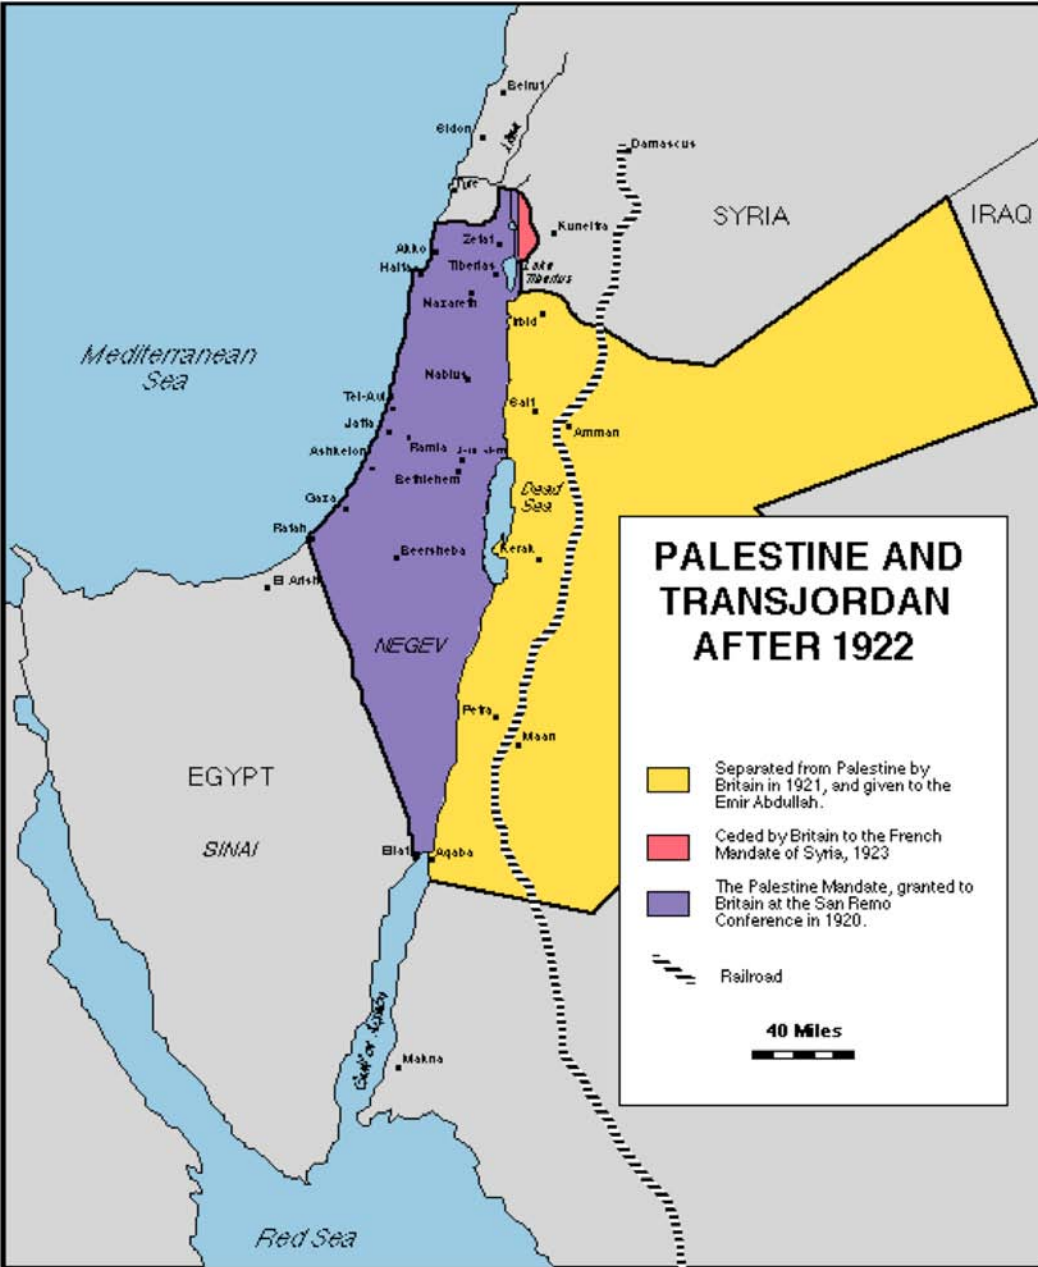 Beirut
Sidon
Damascus
Tyre
SYRIA
IRAQ
Kuneitra
Zefat
Akko
Haifa
Tiberias
Lake
Tiberius
Nazareth
Irbid
Mediterranean
Sea
Nablus
Tel-Aviv
Salt
Jaffa
Amman
Ramla
Ashkelon
Bethlehem
Dead
Sea
Gaza
Rafah
Kerak
Beersheba
El Arish
NEGEV
Petra
Maan
EGYPT
SINAI
Eilat
Aqaba
Gulf of Aqaba
Makna
Red Sea
PALESTINE AND
TRANSJORDAN
AFTER 1922
Separated from Palestine by
Britain in 1921, and given to the
Emir Abdullah.
Ceded by Britain to the French
Mandate of Syria, 1923
The Palestine Mandate, granted to
Britain at the San Remo
Conference in 1920.
Railroad
40 Miles